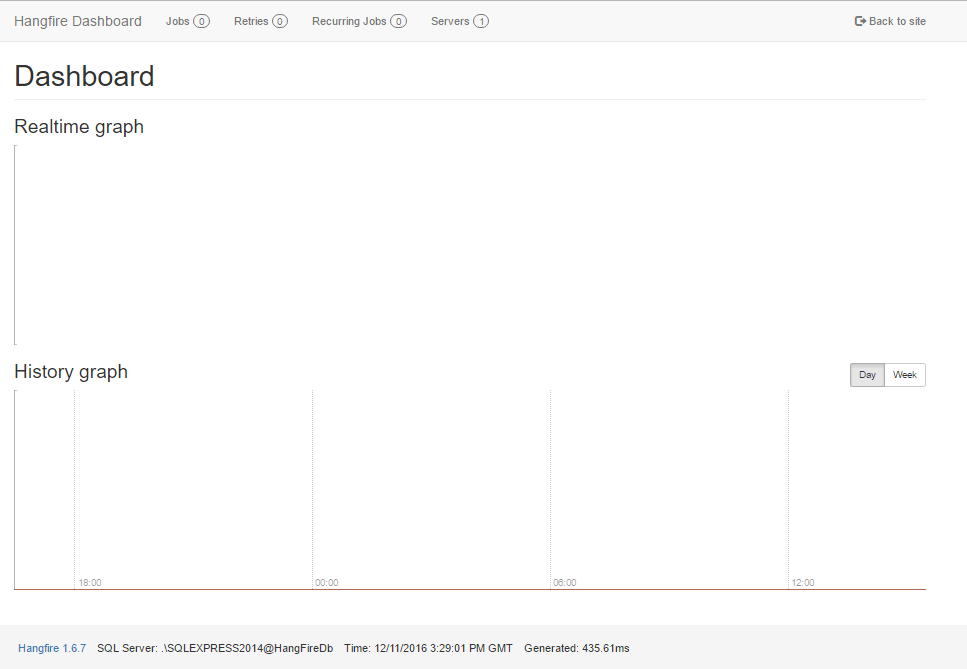 Hangfire Dashboard Jobs 0 Retries 0 Recurring Jobs 0 Servers 1 Back to site
Dashboard
Realtime graph
History graph Day Week
18:00 00:00 06:00 12:00
Hangfire 1.6.7 SQL Server: .\SQLEXPRESS2014@HangFireDb Time: 12/11/2016 3:29:01 PM GMT Generated: 435.61ms